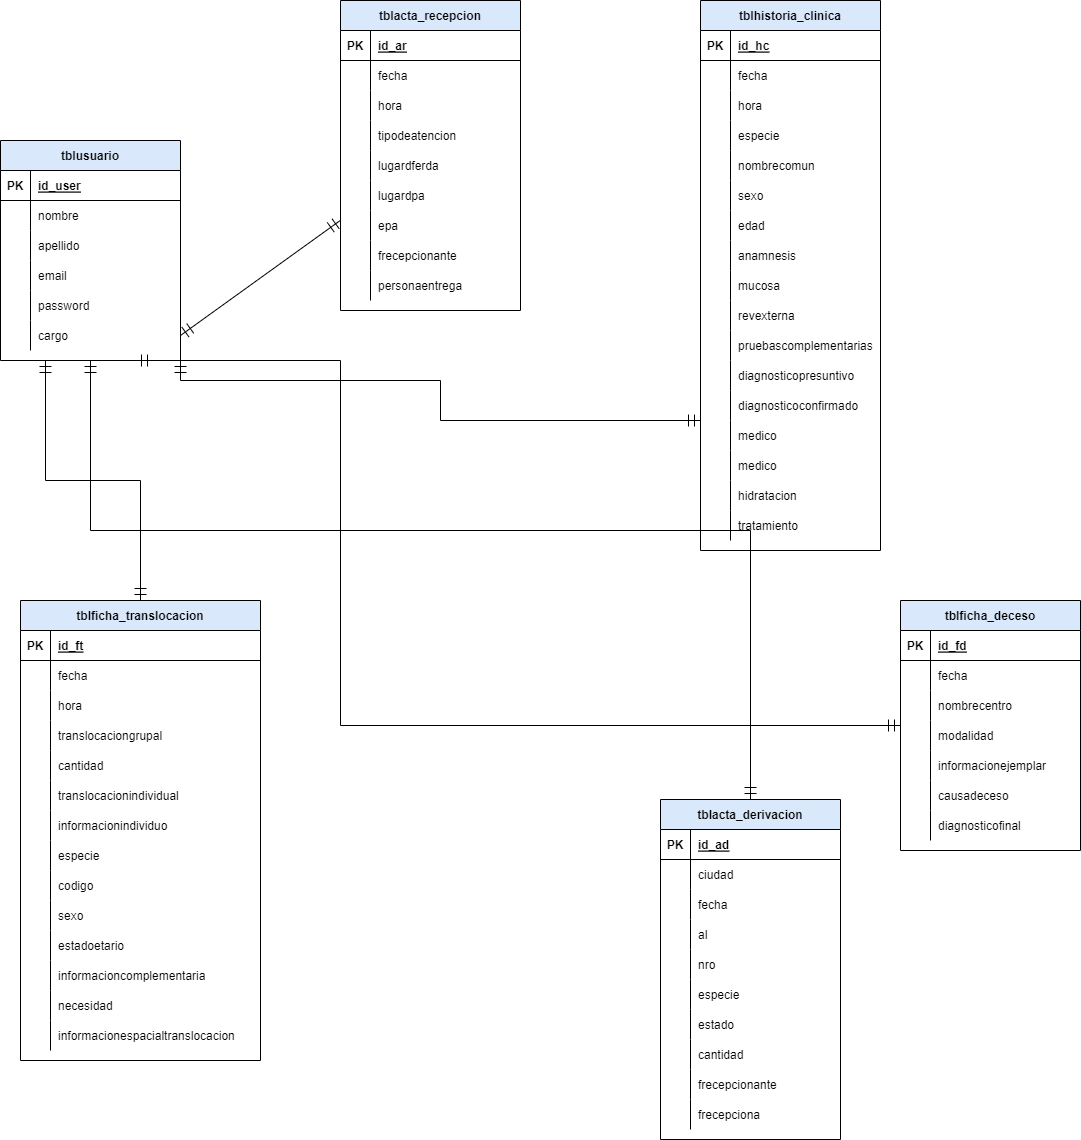 tblacta_recepcion
PK id_ar
fecha
hora
tipodeatencion
lugardferda
lugardpa
epa
frecepcionante
personaentrega
tblhistoria_clinica
PK id_hc
fecha
hora
especie
nombrecomun
sexo
edad
anamnesis
mucosa
revexterna
pruebascomplementarias
diagnosticopresuntivo
diagnosticoconfirmado
medico
medico
hidratacion
tratamiento
tblusuario
PK id_user
nombre
apellido
email
password
cargo
tblficha_translocacion
PK id_ft
fecha
hora
translocaciongrupal
cantidad
translocacionindividual
informacionindividuo
especie
codigo
sexo
estadoetario
informacioncomplementaria
necesidad
informacionespacialtranslocacion
tblficha_deceso
PK id_fd
fecha
nombrecentro
modalidad
informacionejemplar
causadeceso
diagnosticofinal
tblacta_derivacion
PK id_ad
ciudad
fecha
al
nro
especie
estado
cantidad
frecepcionante
frecepciona